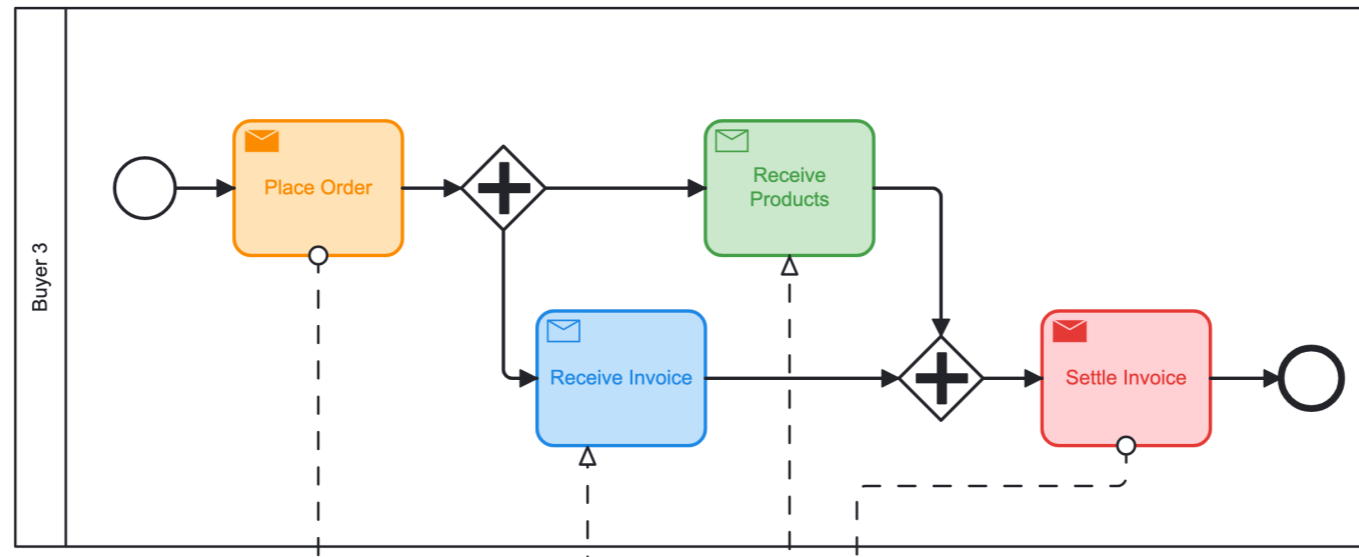 Buyer 3
Place Order
Receive
Products
Receive Invoice
Settle Invoice